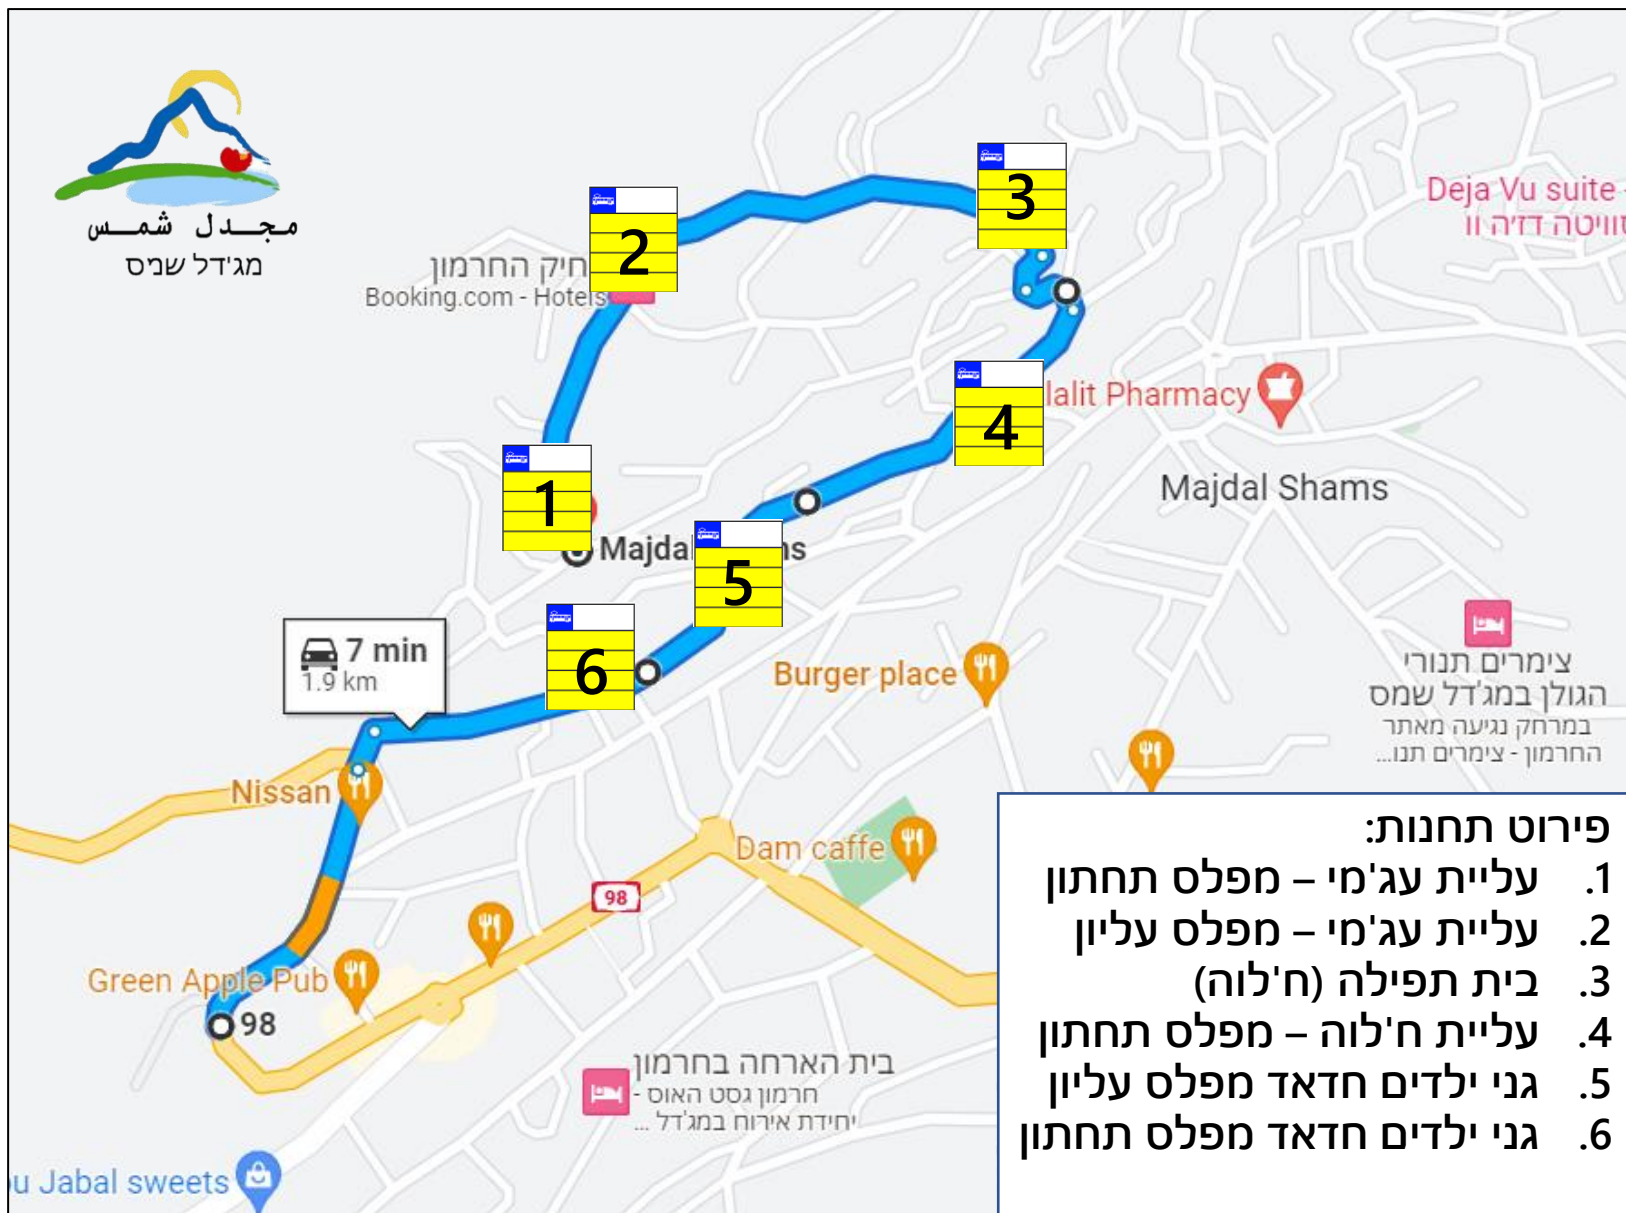 مجدل شمس
מגידל שמס
Deja Vu suite -
סוויטה דז'ה וו
3
2
חיק החרמון
Booking.com - Hotels
lalit Pharmacy
4
Majdal Shams
1
5
6
7 min
1.9 km
Burger place
צימרים תנורי
הגולן במג'דל שמס
במרחק נגיעה מאתר
החרמון - צימרים תנו...
Nissan
Dam caffe
98
Green Apple Pub
98
בית הארחה בחרמון
חרמון גסט האוס -
יחידת אירוח במג'דל ...
u Jabal sweets
פירוט תחנות:
1. עליית עג'מי – מפלס תחתון
2. עליית עג'מי – מפלס עליון
3. בית תפילה (ח'לוה)
4. עליית ח'לוה – מפלס תחתון
5. גני ילדים חדאד מפלס עליון
6. גני ילדים חדאד מפלס תחתון